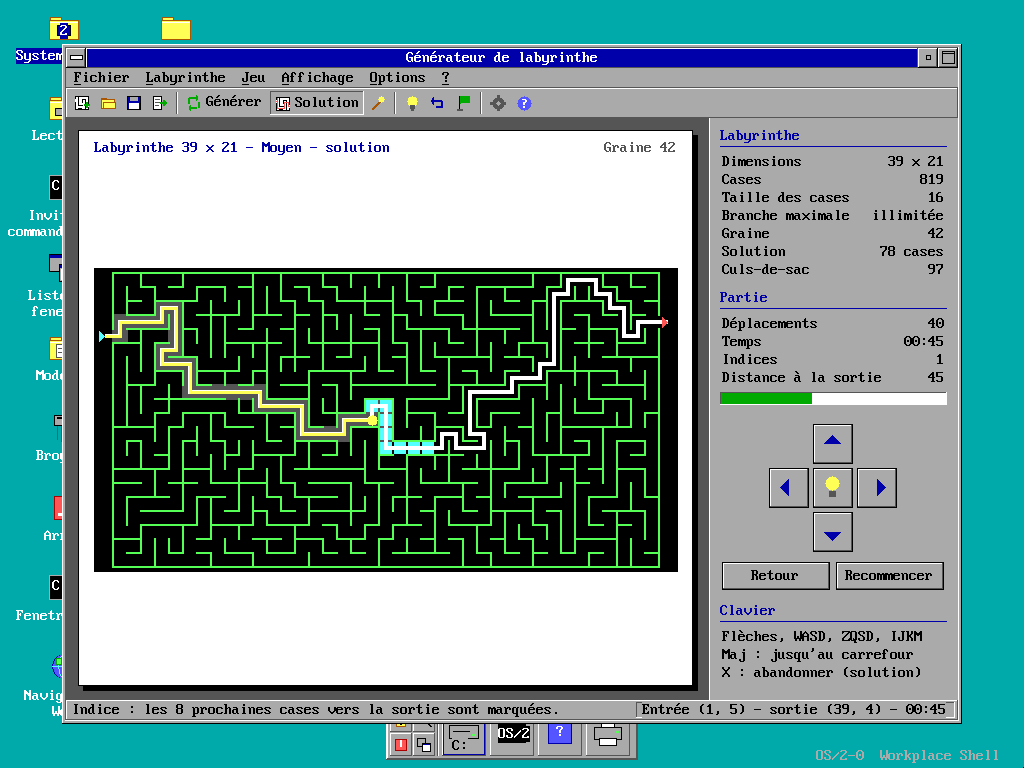 System
Générateur de labyrinthe
Fichier Labyrinthe Jeu Affichage Options ?
Générer Solution
Labyrinthe 39 x 21 - Moyen - solution
Graine 42
Labyrinthe
Dimensions 39 x 21
Cases 819
Taille des cases 16
Branche maximale illimitée
Graine 42
Solution 78 cases
Culs-de-sac 97
Partie
Déplacements 40
Temps 00:45
Indices 1
Distance à la sortie 45
Retour Recommencer
Clavier
Flèches, WASD, ZQSD, IJKM
Maj : jusqu'au carrefour
X : abandonner (solution)
Indice : les 8 prochaines cases vers la sortie sont marquées.
Entrée (1, 5) - sortie (39, 4) - 00:45
Lect
Invi
command
List
fene
Mod
Bro
Ar
Fenetr
Navig
W
C:
OS/2
?
OS/2-0 Workplace Shell